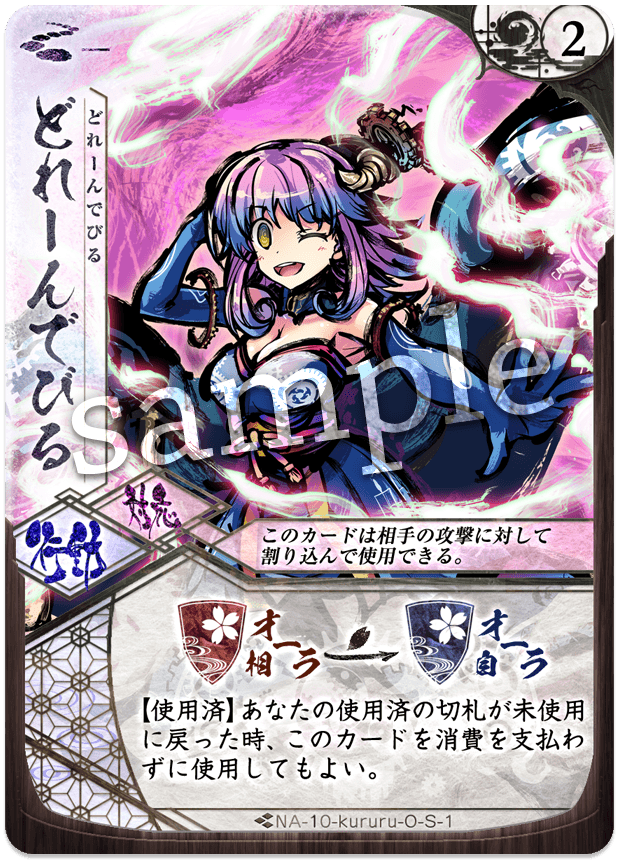 2
どれーんでびる
どれーんでびる
sample
対応
行動
このカードは相手の攻撃に対して
割り込んで使用できる。
相オーラ
自オーラ
【使用済】あなたの使用済の切札が未使用
に戻った時、このカードを消費を支払わ
ずに使用してもよい。
NA-10-kururu-O-S-1